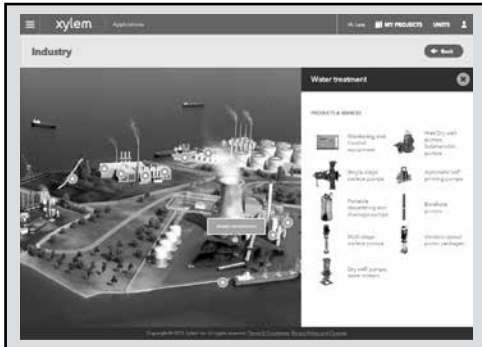 xylem
Applications
MY PROJECTS
UNITS
Industry
Back
Water treatment
PRODUCTS & SERVICES
Monitoring and
control
equipment
Single stage
surface pumps
Portable
dewatering and
drainage pumps
Multi stage
surface pumps
Dry well pumps,
Wet/Dry well
pumps,
Submersible
pumps
Automatic self
priming pumps
Borehole
pumps
Variable speed
pump packages